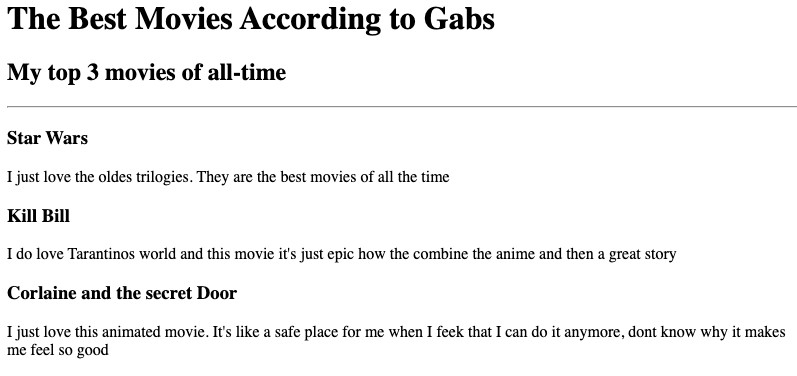 The Best Movies According to Gabs
My top 3 movies of all-time
Star Wars
I just love the oldes trilogies. They are the best movies of all the time
Kill Bill
I do love Tarantinos world and this movie it's just epic how the combine the anime and then a great story
Corlaine and the secret Door
I just love this animated movie. It's like a safe place for me when I feek that I can do it anymore, dont know why it makes
me feel so good